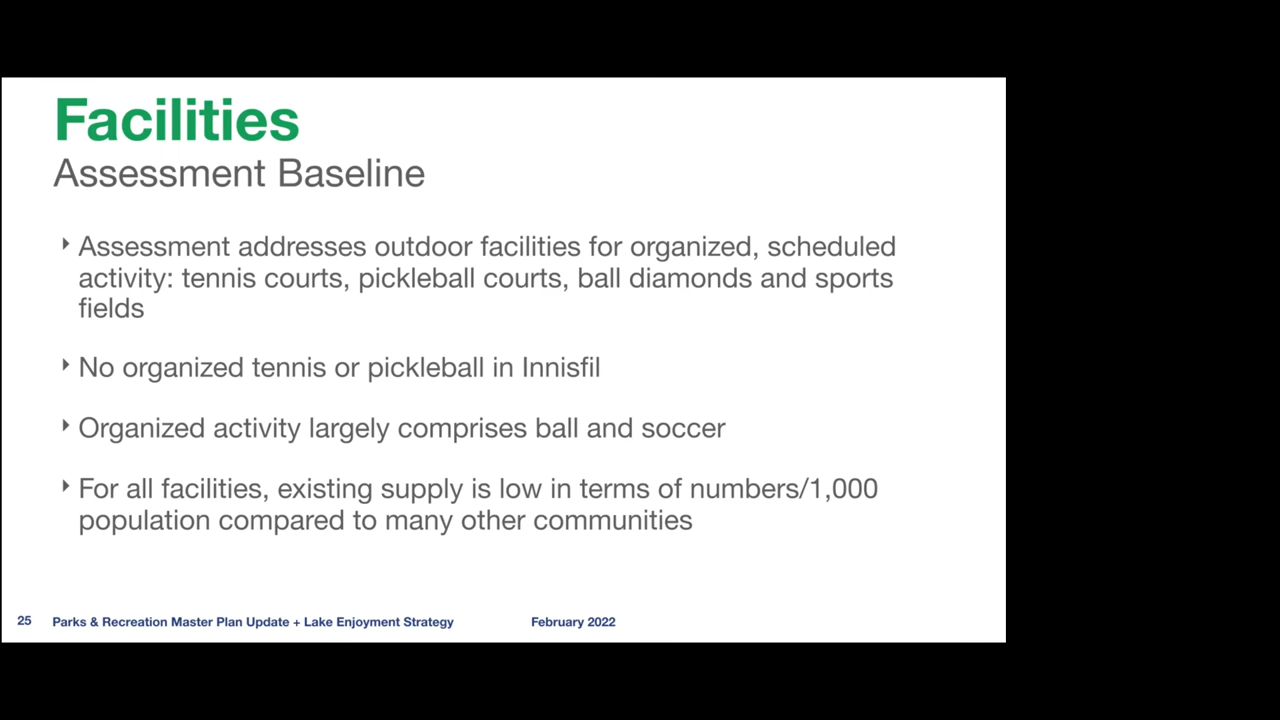 Facilities
Assessment Baseline
‣ Assessment addresses outdoor facilities for organized, scheduled
activity: tennis courts, pickleball courts, ball diamonds and sports
fields
‣ No organized tennis or pickleball in Innisfil
‣ Organized activity largely comprises ball and soccer
‣ For all facilities, existing supply is low in terms of numbers/1,000
population compared to many other communities
25 Parks & Recreation Master Plan Update + Lake Enjoyment Strategy February 2022